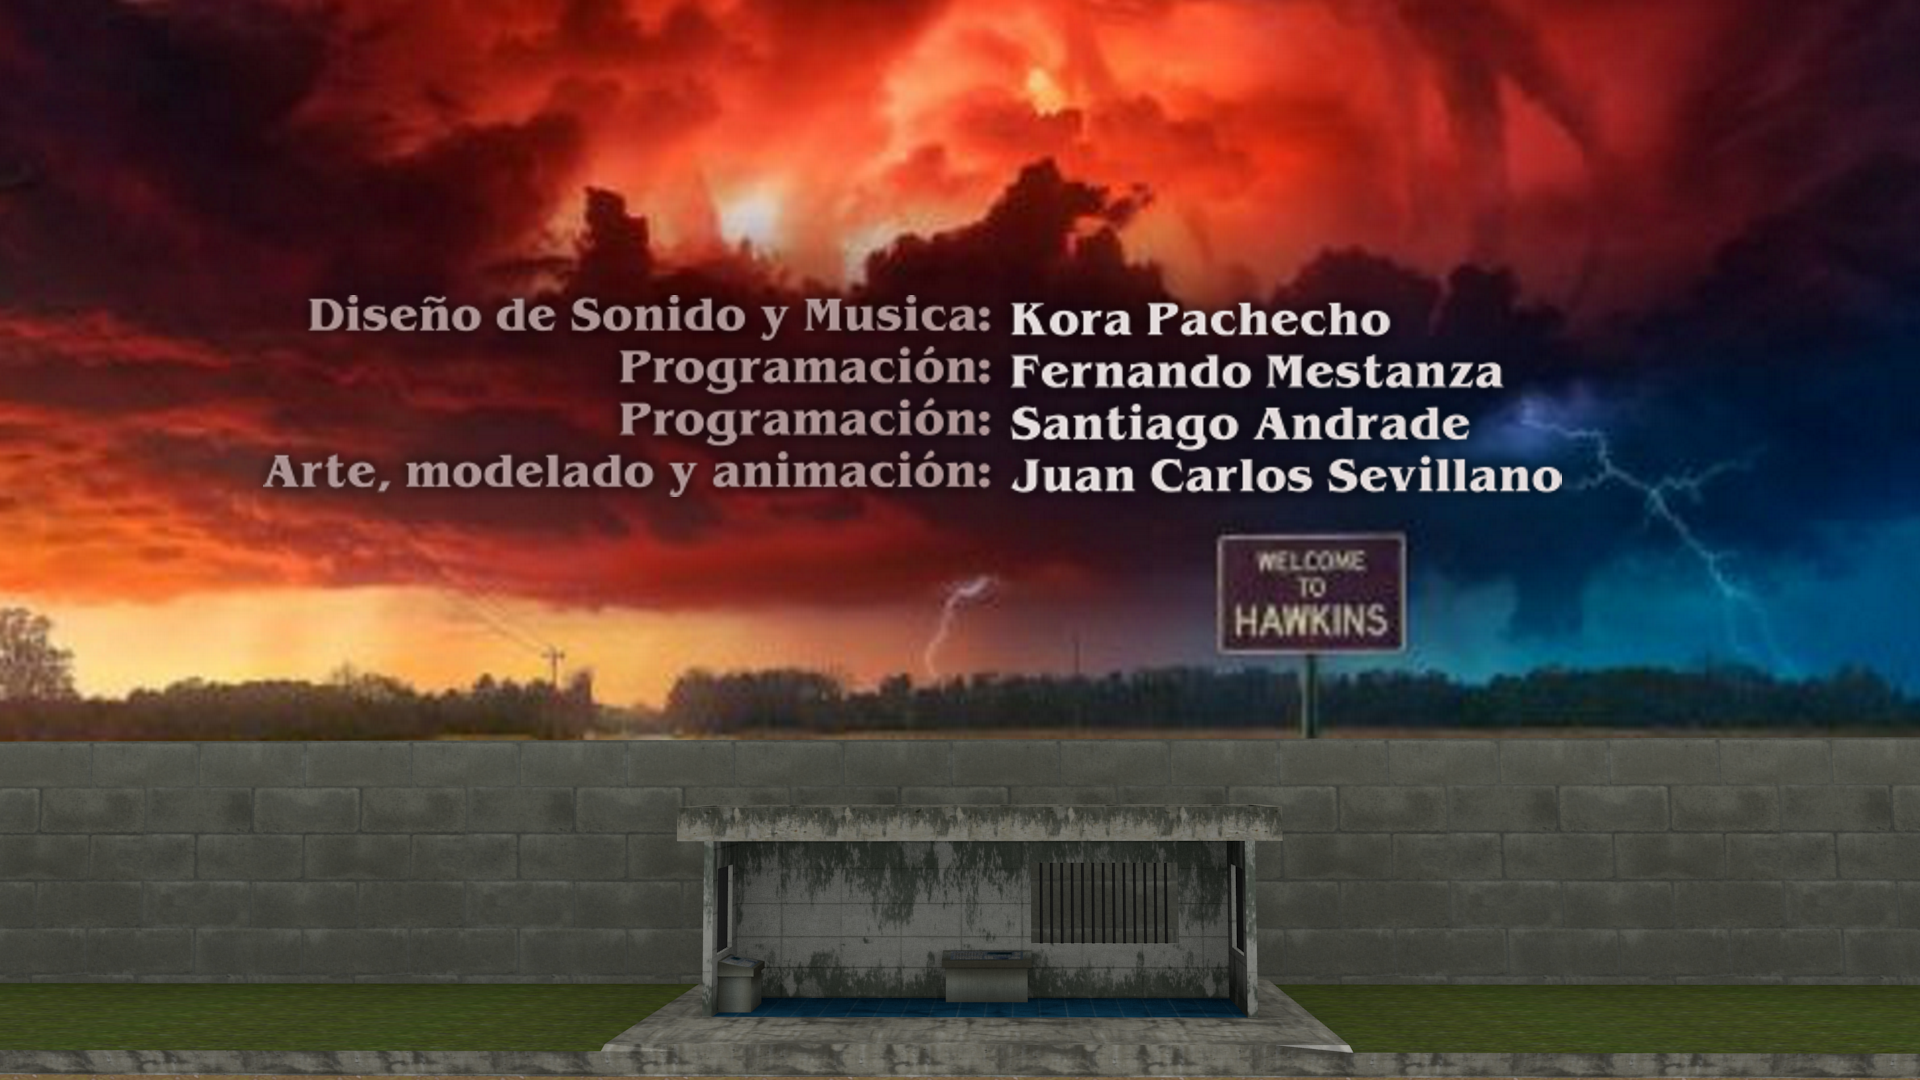 Diseño de Sonido y Musica: Kora Pachecho
Programación: Fernando Mestanza
Programación: Santiago Andrade
Arte, modelado y animación: Juan Carlos Sevillano
WELCOME
TO
HAWKINS